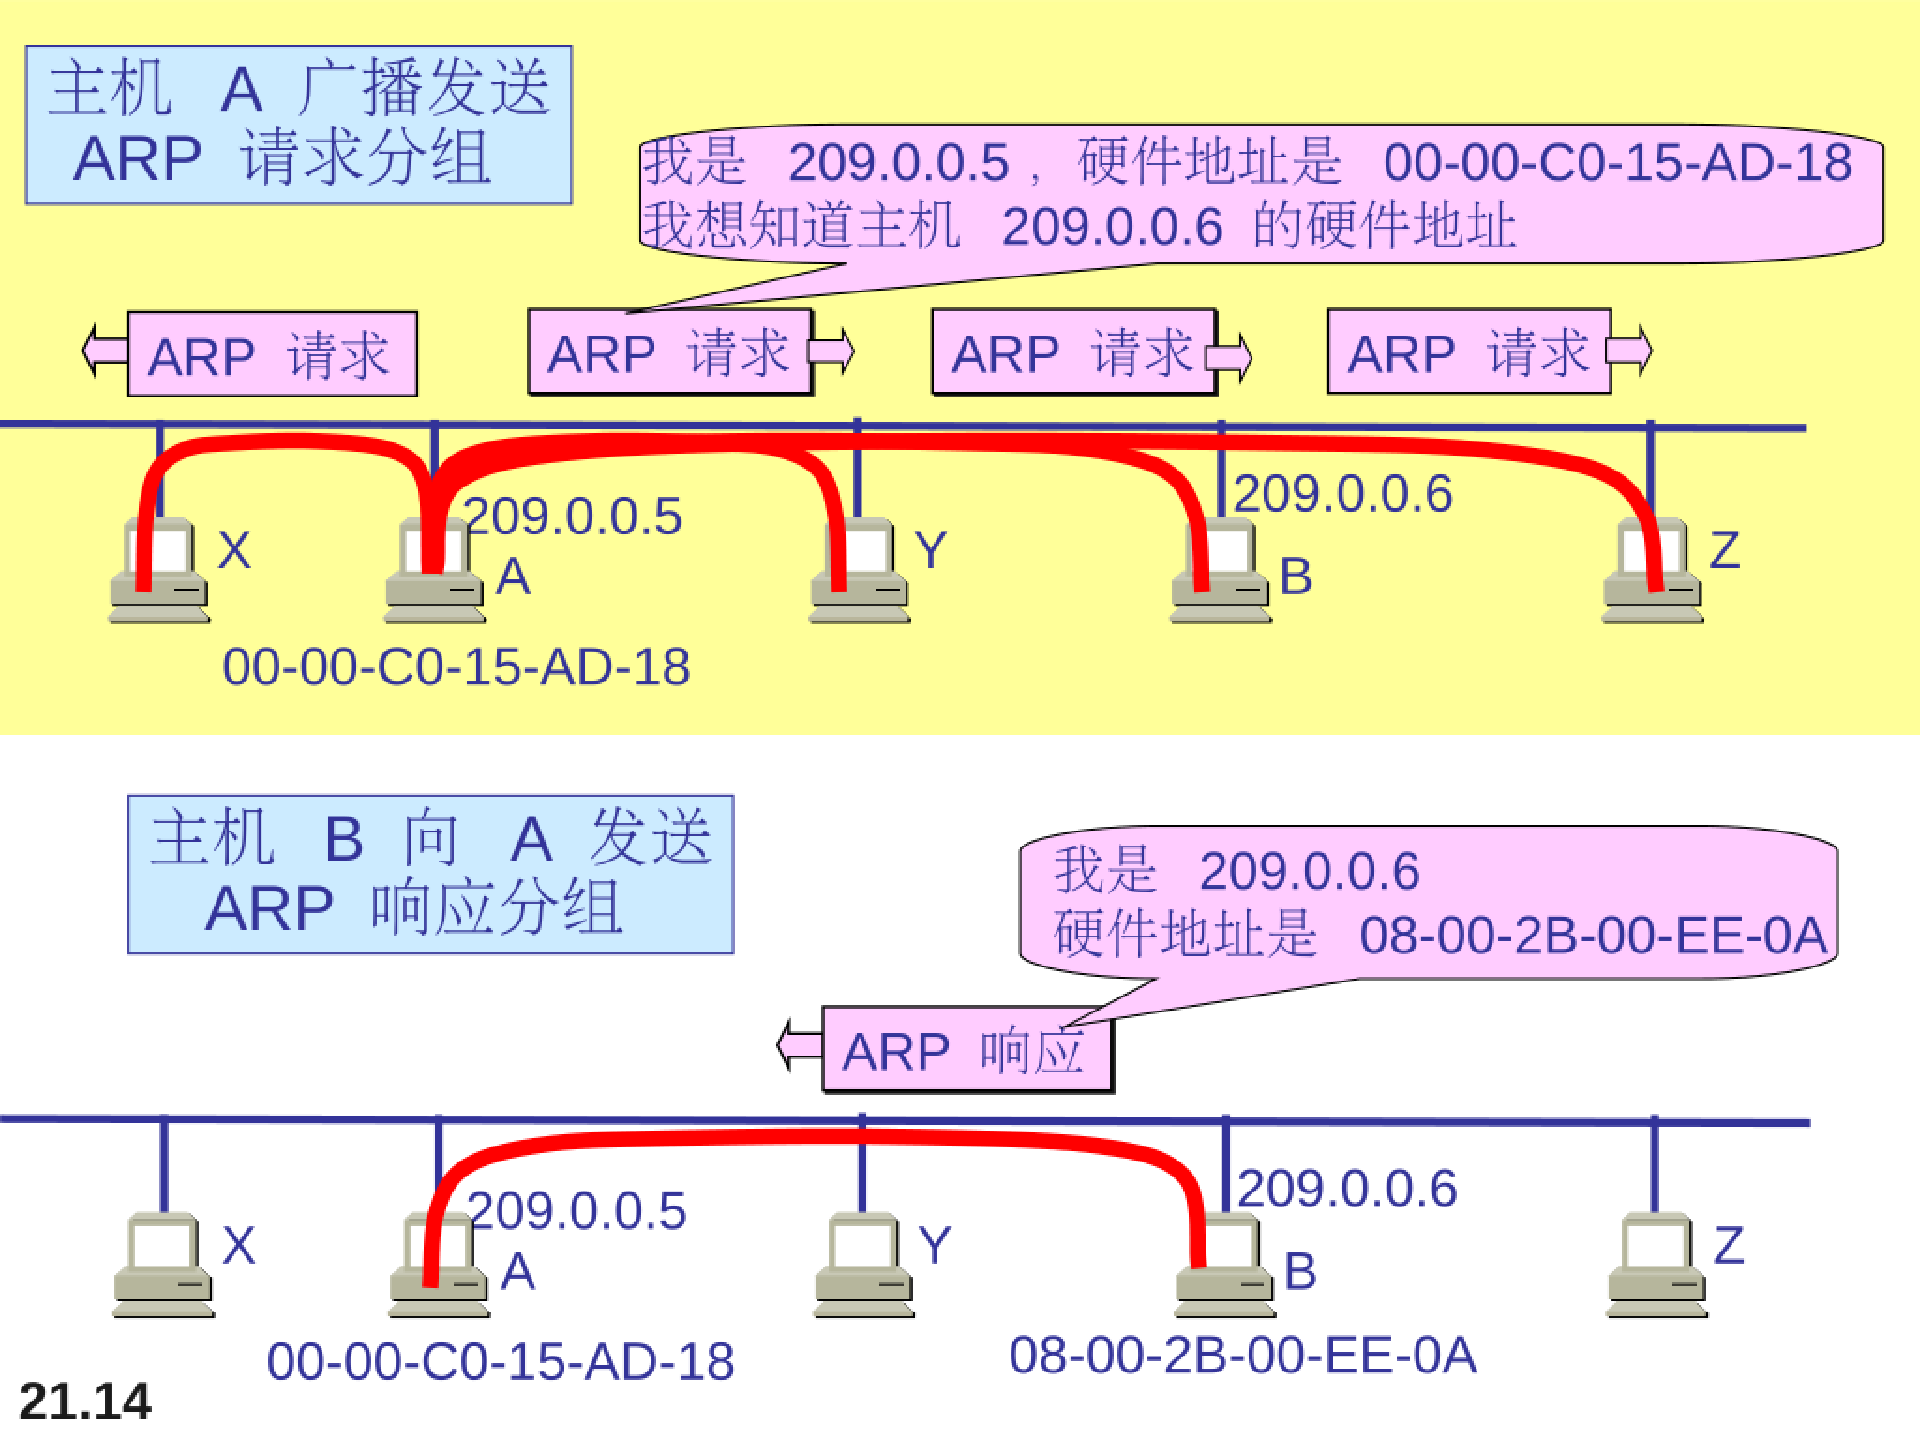 主机 A 广播发送
ARP 请求分组
我是 209.0.0.5，硬件地址是 00-00-C0-15-AD-18
我想知道主机 209.0.0.6 的硬件地址
ARP 请求
ARP 请求
ARP 请求
ARP 请求
209.0.0.5
209.0.0.6
X
A
Y
B
Z
00-00-C0-15-AD-18
主机 B 向 A 发送
ARP 响应分组
我是 209.0.0.6
硬件地址是 08-00-2B-00-EE-0A
ARP 响应
209.0.0.5
209.0.0.6
X
A
Y
B
Z
00-00-C0-15-AD-18
08-00-2B-00-EE-0A
21.14